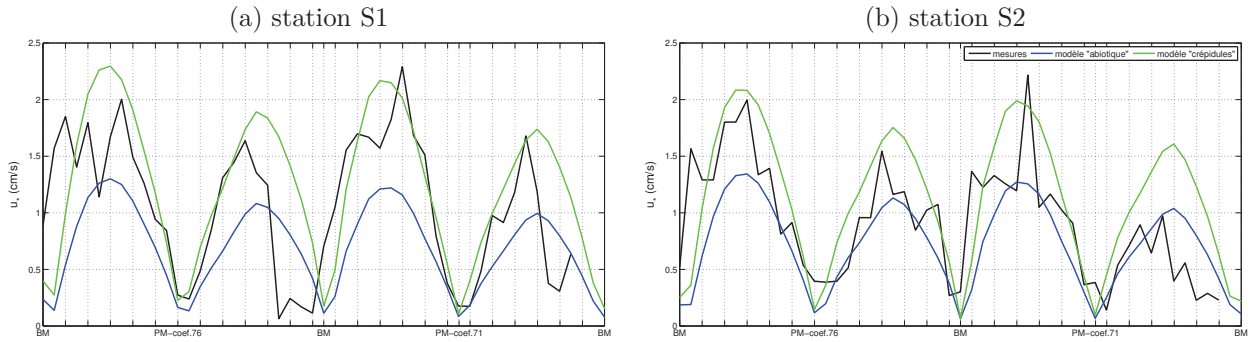 (a) station S1
(b) station S2
2.5
2
1.5
1
0.5
0
u* (cm/s)
BM
PM-coef.76
BM
PM-coef.71
BM
mesures
modèle "abiotique"
modèle "crépidules"
2.5
2
1.5
1
0.5
0
u* (cm/s)
BM
PM-coef.76
BM
PM-coef.71
BM